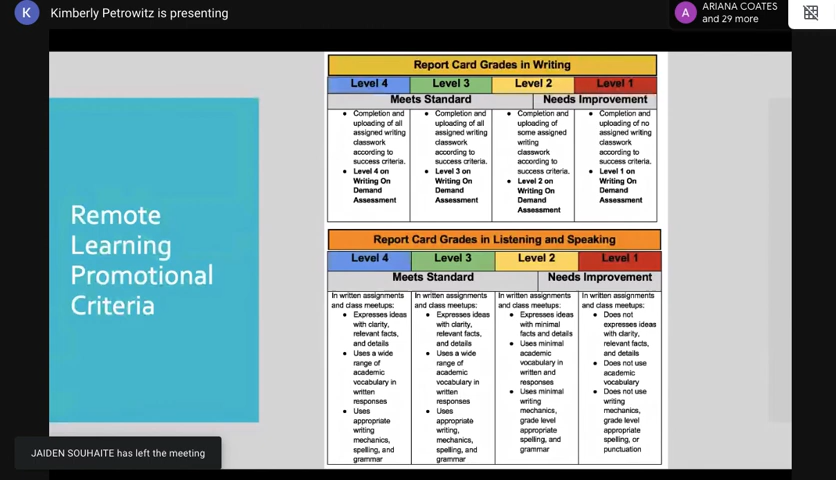 K Kimberly Petrowitz is presenting
A ARIANA COATES
and 29 more
Remote
Learning
Promotional
Criteria
Report Card Grades in Writing
Level 4 Level 3 Level 2 Level 1
Meets Standard Needs Improvement
• Completion and
uploading of all
assigned writing
classwork
according to
success criteria.
• Level 4 on
Writing On
Demand
Assessment
• Completion and
uploading of all
assigned writing
classwork
according to
success criteria.
• Level 3 on
Writing On
Demand
Assessment
• Completion and
uploading of
some assigned
writing
classwork
according to
success criteria.
• Level 2 on
Writing On
Demand
Assessment
• Completion and
uploading of no
assigned writing
classwork
according to
success criteria.
• Level 1 on
Writing On
Demand
Assessment
Report Card Grades in Listening and Speaking
Level 4 Level 3 Level 2 Level 1
Meets Standard Needs Improvement
In written assignments
and class meetups:
• Expresses ideas
with clarity,
relevant facts,
and details
• Uses a wide
range of
academic
vocabulary in
written
responses
• Uses
appropriate
writing
mechanics,
spelling, and
grammar
In written assignments
and class meetups:
• Expresses ideas
with clarity,
relevant facts,
and details
• Uses a wide
range of
academic
vocabulary in
written
responses
• Uses
appropriate
writing,
mechanics,
spelling, and
grammar
In written assignments
and class meetups:
• Expresses ideas
with minimal
facts and details
• Uses minimal
academic
vocabulary in
written and
responses
• Uses minimal
writing
mechanics,
grade level
appropriate
spelling, and
grammar
In written assignments
and class meetups:
• Does not
expresses ideas
with clarity,
relevant facts,
and details
• Does not use
academic
vocabulary
• Does not use
writing
mechanics,
grade level
appropriate
spelling, or
punctuation
JAIDEN SOUHAITE has left the meeting